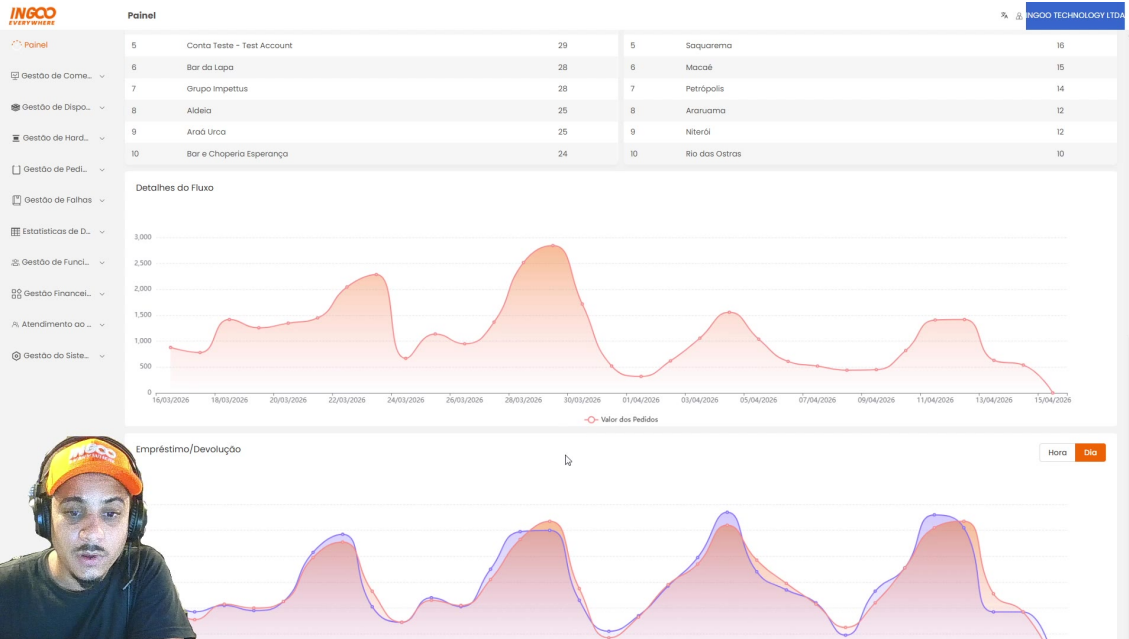 INGOO
EVERYWHERE
Painel
INGOO TECHNOLOGY LTDA
Painel
Gestão de Come...
Gestão de Dispo...
Gestão de Hard...
Gestão de Pedi...
Gestão de Falhas
Estatísticas de D...
Gestão de Funci...
Gestão Financei...
Atendimento ao ...
Gestão do Siste...
5 Conta Teste - Test Account 29
6 Bar da Lapa 28
7 Grupo Impettus 28
8 Aldeia 25
9 Araá Urca 25
10 Bar e Choperia Esperança 24
5 Saquarema 16
6 Macaé 15
7 Petrópolis 14
8 Araruama 12
9 Niterói 12
10 Rio das Ostras 10
Detalhes do Fluxo
3,000
2,500
2,000
1,500
1,000
500
0
16/03/2026 18/03/2026 20/03/2026 22/03/2026 24/03/2026 26/03/2026 28/03/2026 30/03/2026 01/04/2026 03/04/2026 05/04/2026 07/04/2026 09/04/2026 11/04/2026 13/04/2026 15/04/2026
Valor dos Pedidos
Empréstimo/Devolução
Hora Dia
INGOO